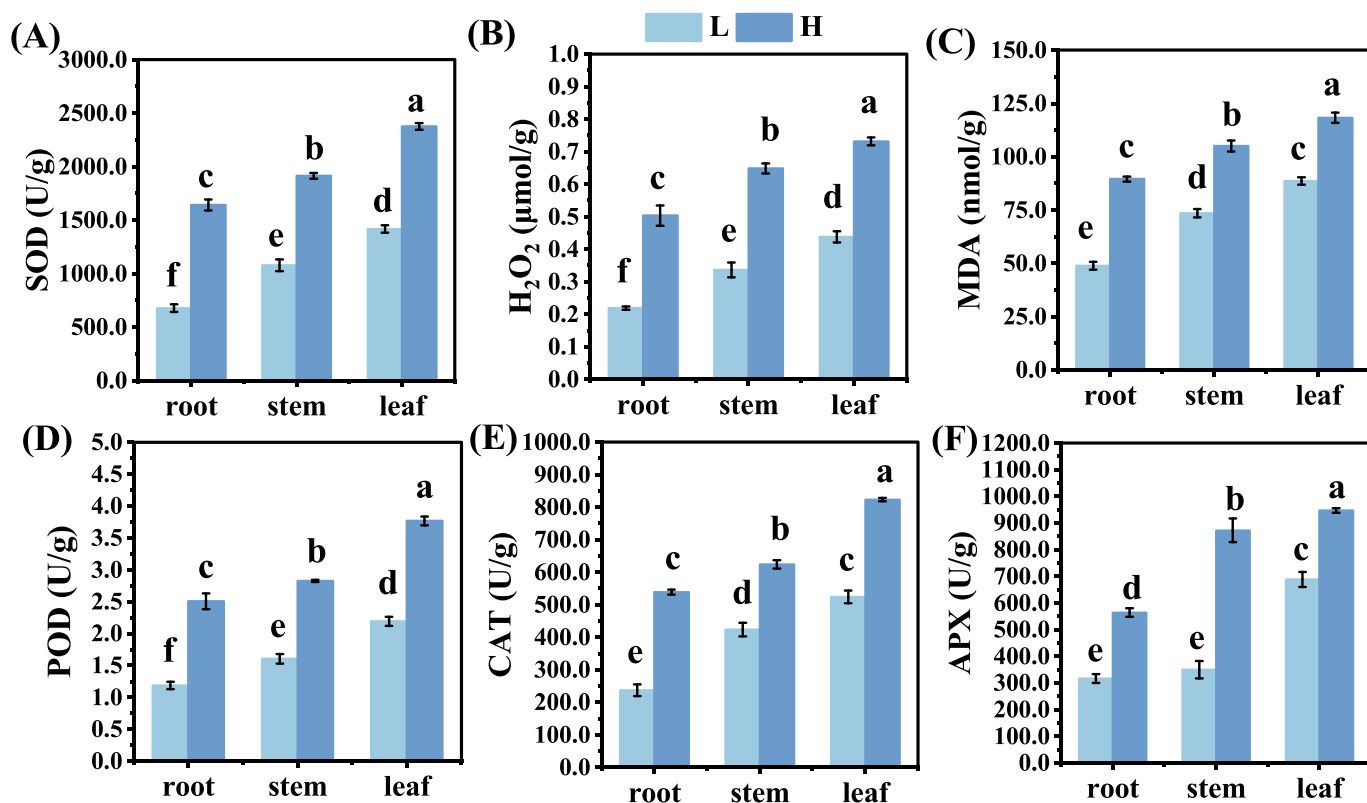 L H
(A)
SOD (U/g)
3000.0
2500.0
2000.0
1500.0
1000.0
500.0
0.0
f c e b d a
root stem leaf
(B)
H₂O₂ (μmol/g)
1.0
0.9
0.8
0.7
0.6
0.5
0.4
0.3
0.2
0.1
0.0
f c e b d a
root stem leaf
(C)
MDA (nmol/g)
150.0
125.0
100.0
75.0
50.0
25.0
0.0
e c d b c a
root stem leaf
(D)
POD (U/g)
5.0
4.5
4.0
3.5
3.0
2.5
2.0
1.5
1.0
0.5
0.0
f c e b d a
root stem leaf
(E)
CAT (U/g)
1000.0
900.0
800.0
700.0
600.0
500.0
400.0
300.0
200.0
100.0
0.0
e c d b c a
root stem leaf
(F)
APX (U/g)
1200.0
1100.0
1000.0
900.0
800.0
700.0
600.0
500.0
400.0
300.0
200.0
100.0
0.0
e d e b c a
root stem leaf